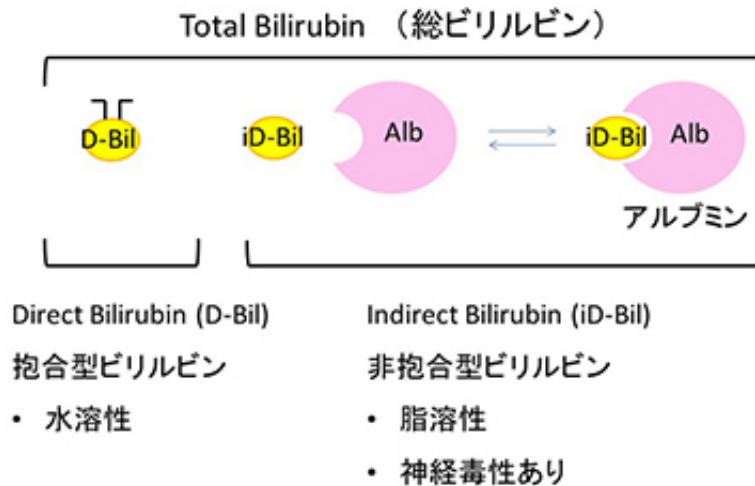 Total Bilirubin （総ビリルビン）
D-Bil
iD-Bil
Alb
iD-Bil
Alb
アルブミン
Direct Bilirubin (D-Bil)
抱合型ビリルビン
• 水溶性
Indirect Bilirubin (iD-Bil)
非抱合型ビリルビン
• 脂溶性
• 神経毒性あり